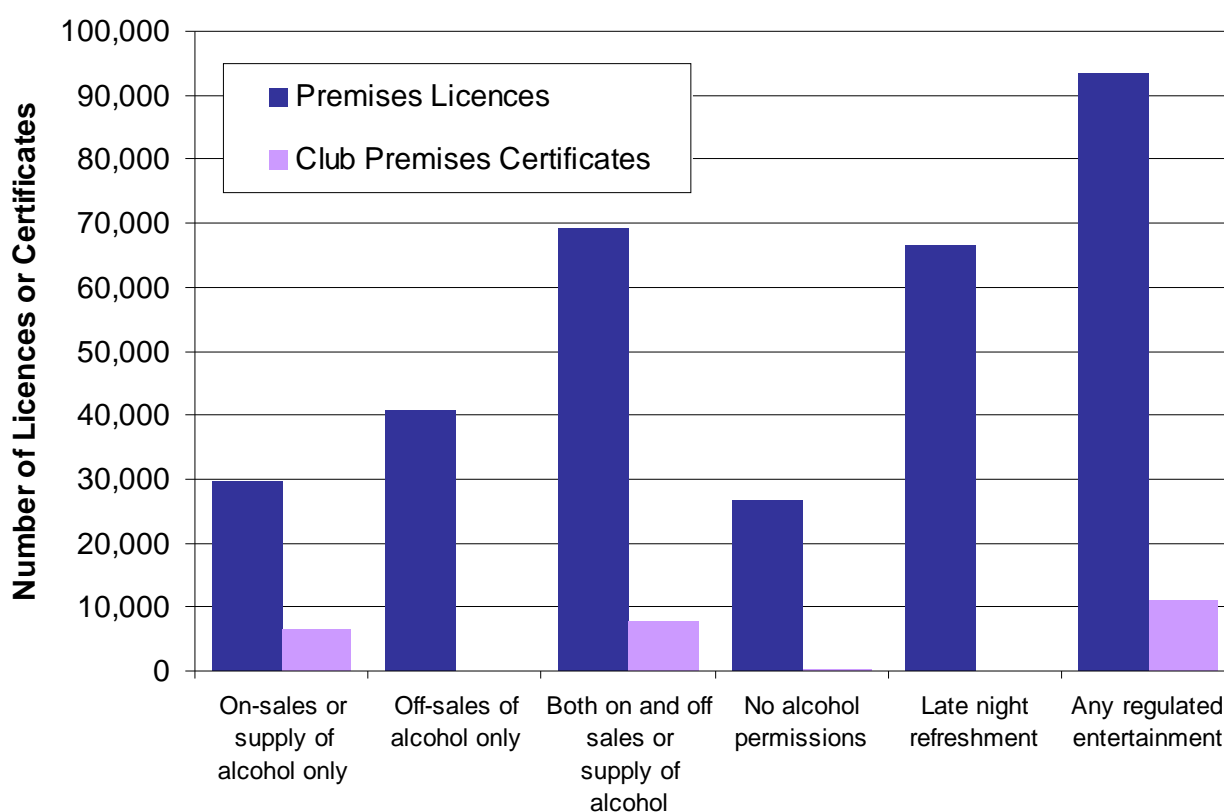 100,000
90,000
80,000
70,000
60,000
50,000
40,000
30,000
20,000
10,000
0
Number of Licences or Certificates
Premises Licences
Club Premises Certificates
On-sales or
supply of
alcohol only
Off-sales of
alcohol only
Both on and off
sales or
supply of
alcohol
No alcohol
permissions
Late night
refreshment
Any regulated
entertainment